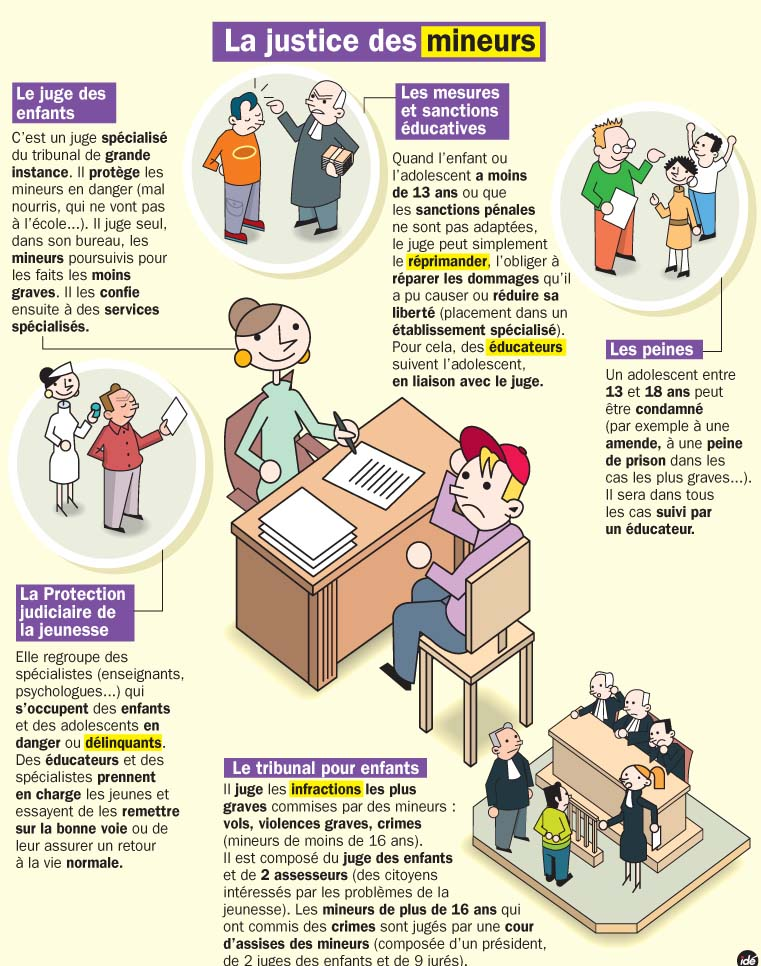 La justice des mineurs
Le juge des
enfants
C'est un juge spécialisé
du tribunal de grande
instance. Il protège les
mineurs en danger (mal
nourris, qui ne vont pas
à l'école...). Il juge seul,
dans son bureau, les
mineurs poursuivis pour
les faits les moins
graves. Il les confie
ensuite à des services
spécialisés.
Les mesures
et sanctions
éducatives
Quand l'enfant ou
l'adolescent a moins
de 13 ans ou que
les sanctions pénales
ne sont pas adaptées,
le juge peut simplement
le réprimander, l'obliger à
réparer les dommages qu'il
a pu causer ou réduire sa
liberté (placement dans un
établissement spécialisé).
Pour cela, des éducateurs
suivent l'adolescent,
en liaison avec le juge.
Les peines
Un adolescent entre
13 et 18 ans peut
être condamné
(par exemple à une
amende, à une peine
de prison dans les
cas les plus graves...).
Il sera dans tous
les cas suivi par
un éducateur.
La Protection
judiciaire de
la jeunesse
Elle regroupe des
spécialistes (enseignants,
psychologues...) qui
s'occupent des enfants
et des adolescents en
danger ou délinquants.
Des éducateurs et des
spécialistes prennent
en charge les jeunes et
essayent de les remettre
sur la bonne voie ou de
leur assurer un retour
à la vie normale.
Le tribunal pour enfants
Il juge les infractions les plus
graves commises par des mineurs :
vols, violences graves, crimes
(mineurs de moins de 16 ans).
Il est composé du juge des enfants
et de 2 assesseurs (des citoyens
intéressés par les problèmes de la
jeunesse). Les mineurs de plus de 16 ans qui
ont commis des crimes sont jugés par une cour
d'assises des mineurs (composée d'un président,
de 2 juges des enfants et de 9 jurés).
idé